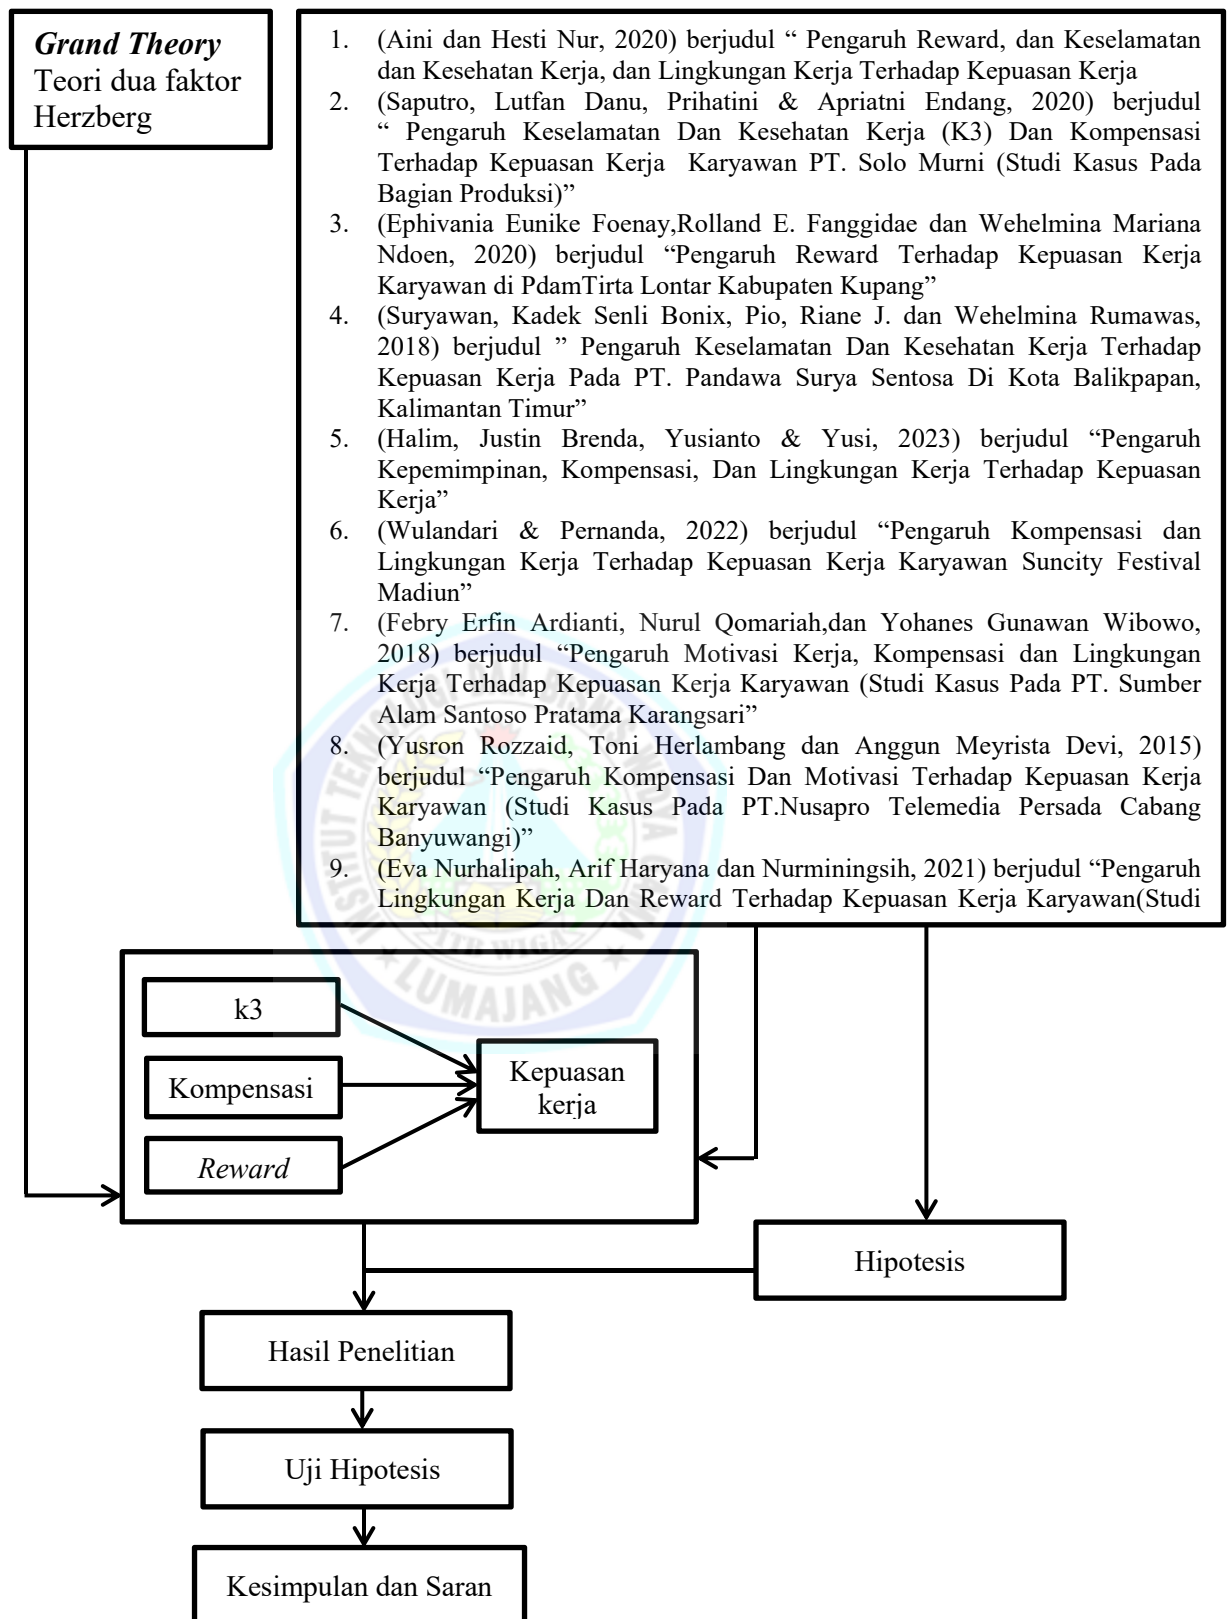 Grand Theory
Teori dua faktor
Herzberg
1. (Aini dan Hesti Nur, 2020) berjudul “ Pengaruh Reward, dan Keselamatan
dan Kesehatan Kerja, dan Lingkungan Kerja Terhadap Kepuasan Kerja
2. (Saputro, Lutfan Danu, Prihatini & Apriatni Endang, 2020) berjudul
“ Pengaruh Keselamatan Dan Kesehatan Kerja (K3) Dan Kompensasi
Terhadap Kepuasan Kerja Karyawan PT. Solo Murni (Studi Kasus Pada
Bagian Produksi)”
3. (Ephivania Eunike Foenay,Rolland E. Fanggidae dan Wehelmina Mariana
Ndoen, 2020) berjudul “Pengaruh Reward Terhadap Kepuasan Kerja
Karyawan di PdamTirta Lontar Kabupaten Kupang”
4. (Suryawan, Kadek Senli Bonix, Pio, Riane J. dan Wehelmina Rumawas,
2018) berjudul ” Pengaruh Keselamatan Dan Kesehatan Kerja Terhadap
Kepuasan Kerja Pada PT. Pandawa Surya Sentosa Di Kota Balikpapan,
Kalimantan Timur”
5. (Halim, Justin Brenda, Yusianto & Yusi, 2023) berjudul “Pengaruh
Kepemimpinan, Kompensasi, Dan Lingkungan Kerja Terhadap Kepuasan
Kerja”
6. (Wulandari & Pernanda, 2022) berjudul “Pengaruh Kompensasi dan
Lingkungan Kerja Terhadap Kepuasan Kerja Karyawan Suncity Festival
Madiun”
7. (Febry Erfin Ardianti, Nurul Qomariah,dan Yohanes Gunawan Wibowo,
2018) berjudul “Pengaruh Motivasi Kerja, Kompensasi dan Lingkungan
Kerja Terhadap Kepuasan Kerja Karyawan (Studi Kasus Pada PT. Sumber
Alam Santoso Pratama Karangsari”
8. (Yusron Rozzaid, Toni Herlambang dan Anggun Meyrista Devi, 2015)
berjudul “Pengaruh Kompensasi Dan Motivasi Terhadap Kepuasan Kerja
Karyawan (Studi Kasus Pada PT.Nusapro Telemedia Persada Cabang
Banyuwangi)”
9. (Eva Nurhalipah, Arif Haryana dan Nurminingsih, 2021) berjudul “Pengaruh
Lingkungan Kerja Dan Reward Terhadap Kepuasan Kerja Karyawan(Studi
INSTITUT TEKNOLOGI DAN BISNIS WIDYA GAMA
ITB WIGA
LUMAJANG
k3
Kompensasi
Reward
Kepuasan
kerja
Hipotesis
Hasil Penelitian
Uji Hipotesis
Kesimpulan dan Saran